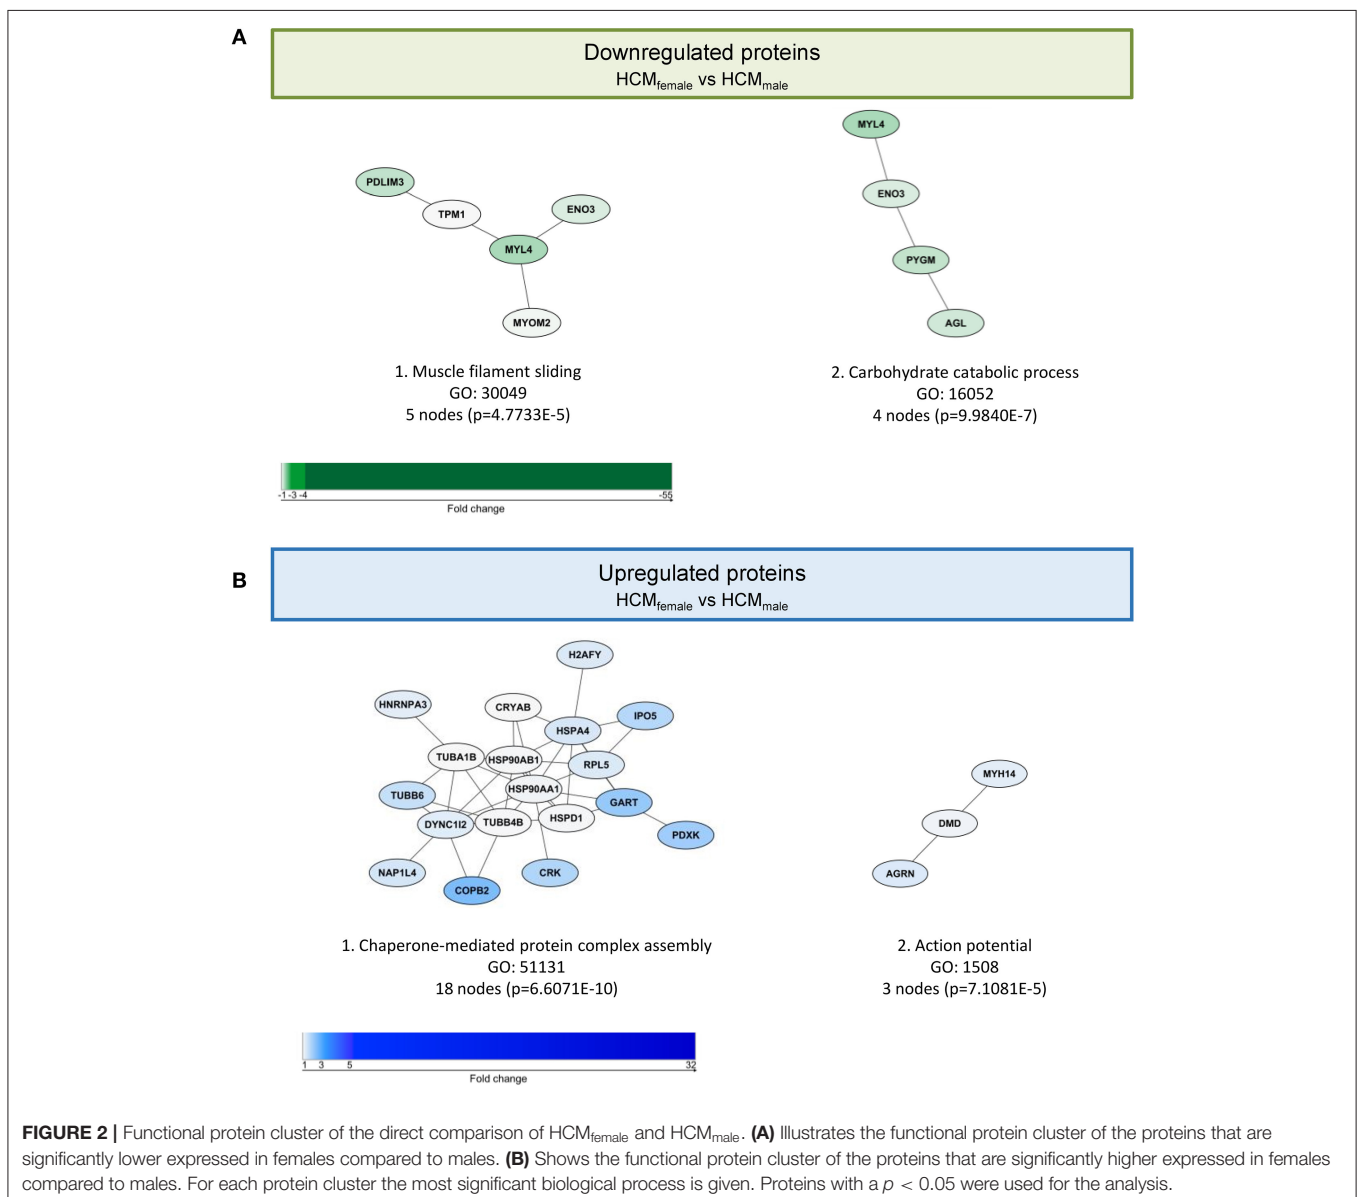 A
Downregulated proteins
HCMfemale vs HCMmale
MYL4
PDLIM3
ENO3
TPM1
ENO3
MYL4
PYGM
MYOM2
AGL
1. Muscle filament sliding
GO: 30049
5 nodes (p=4.7733E-5)
2. Carbohydrate catabolic process
GO: 16052
4 nodes (p=9.9840E-7)
-1 -3 -4 -55
Fold change
B
Upregulated proteins
HCMfemale vs HCMmale
H2AFY
HNRNPA3
CRYAB
IPO5
HSPA4
TUBA1B
HSP90AB1
RPL5
MYH14
TUBB6
HSP90AA1
GART
DYNC1I2
TUBB4B
HSPD1
DMD
PDXK
NAP1L4
CRK
AGRN
COPB2
1. Chaperone-mediated protein complex assembly
GO: 51131
18 nodes (p=6.6071E-10)
2. Action potential
GO: 1508
3 nodes (p=7.1081E-5)
1 3 5 32
Fold change
FIGURE 2 | Functional protein cluster of the direct comparison of HCMfemale and HCMmale. (A) Illustrates the functional protein cluster of the proteins that are
significantly lower expressed in females compared to males. (B) Shows the functional protein cluster of the proteins that are significantly higher expressed in females
compared to males. For each protein cluster the most significant biological process is given. Proteins with a p < 0.05 were used for the analysis.